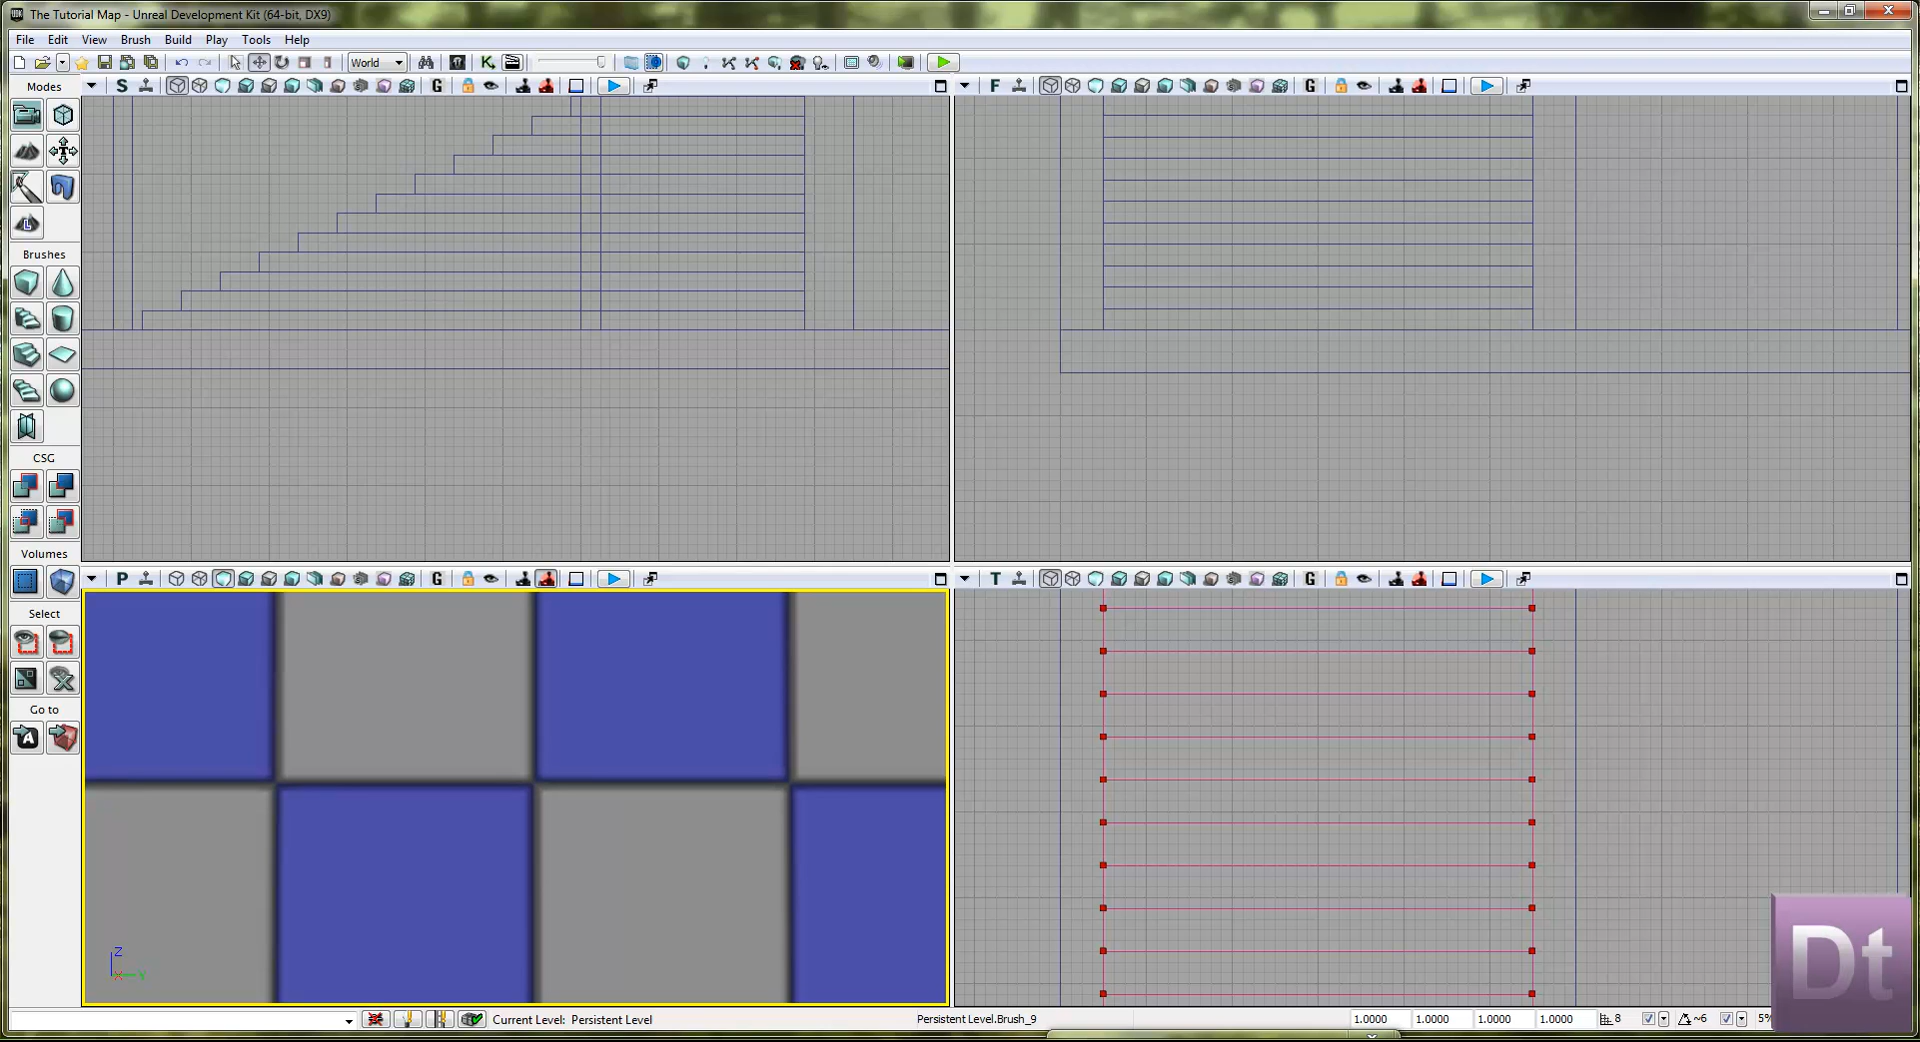 The Tutorial Map - Unreal Development Kit (64-bit, DX9)
File Edit View Brush Build Play Tools Help
World
Modes
S
G
F
G
L
Brushes
CSG
Volumes
P
G
T
G
Select
Go to
A
Z
X Y
Dt
Current Level: Persistent Level
Persistent Level.Brush_9
1.0000 1.0000 1.0000 1.0000 8 ~6 5%